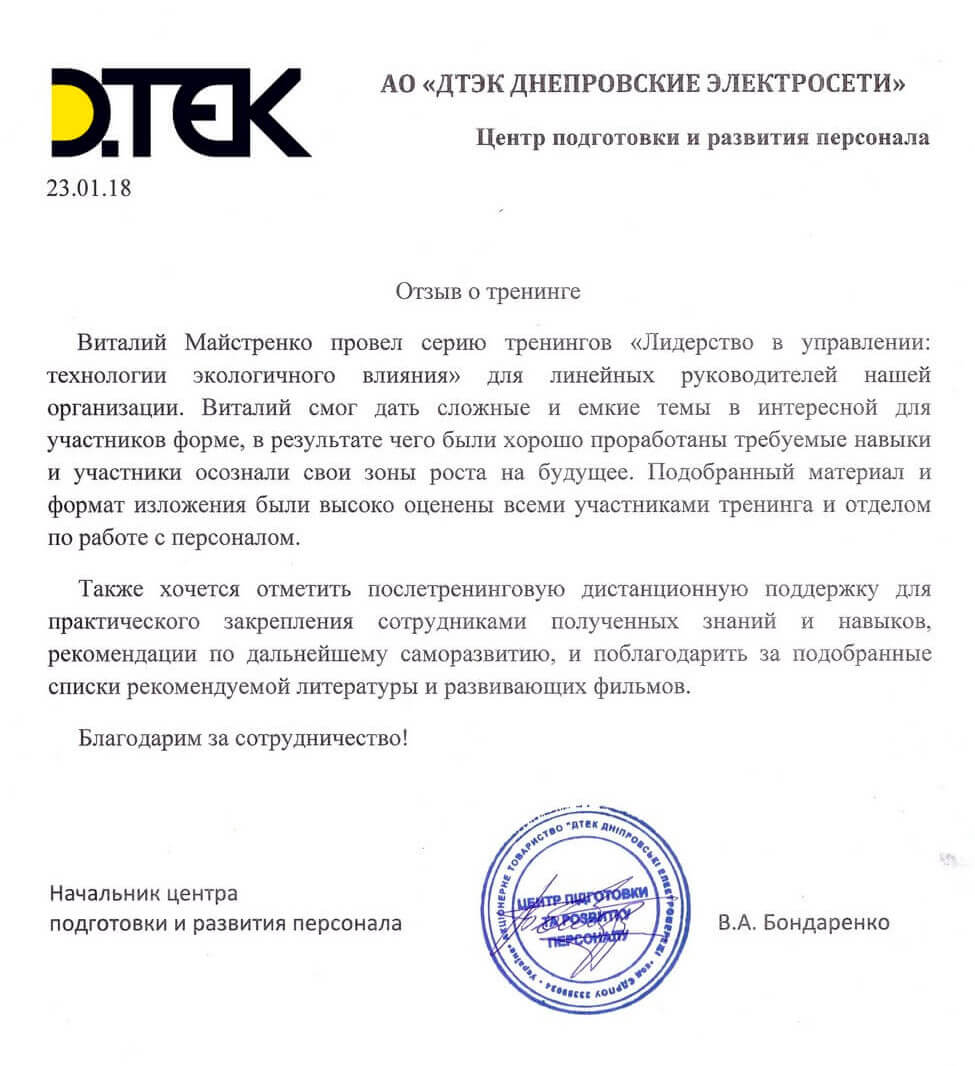 ДТЕК
АО «ДТЭК ДНЕПРОВСКИЕ ЭЛЕКТРОСЕТИ»
Центр подготовки и развития персонала
23.01.18
Отзыв о тренинге
Виталий Майстренко провел серию тренингов «Лидерство в управлении:
технологии экологичного влияния» для линейных руководителей нашей
организации. Виталий смог дать сложные и емкие темы в интересной для
участников форме, в результате чего были хорошо проработаны требуемые навыки
и участники осознали свои зоны роста на будущее. Подобранный материал и
формат изложения были высоко оценены всеми участниками тренинга и отделом
по работе с персоналом.
Также хочется отметить послетренинговую дистанционную поддержку для
практического закрепления сотрудниками полученных знаний и навыков,
рекомендации по дальнейшему саморазвитию, и поблагодарить за подобранные
списки рекомендуемой литературы и развивающих фильмов.
Благодарим за сотрудничество!
Начальник центра
подготовки и развития персонала
ТОВАРИСТВО "ДТЕК ДНІПРОВСЬКІ ЕЛЕКТРОМЕРЕЖІ" код ЄДРПОУ * Україна *
ЦЕНТР ПІДГОТОВКИ
ТА РОЗВИТКУ
ПЕРСОНАЛУ
В.А. Бондаренко